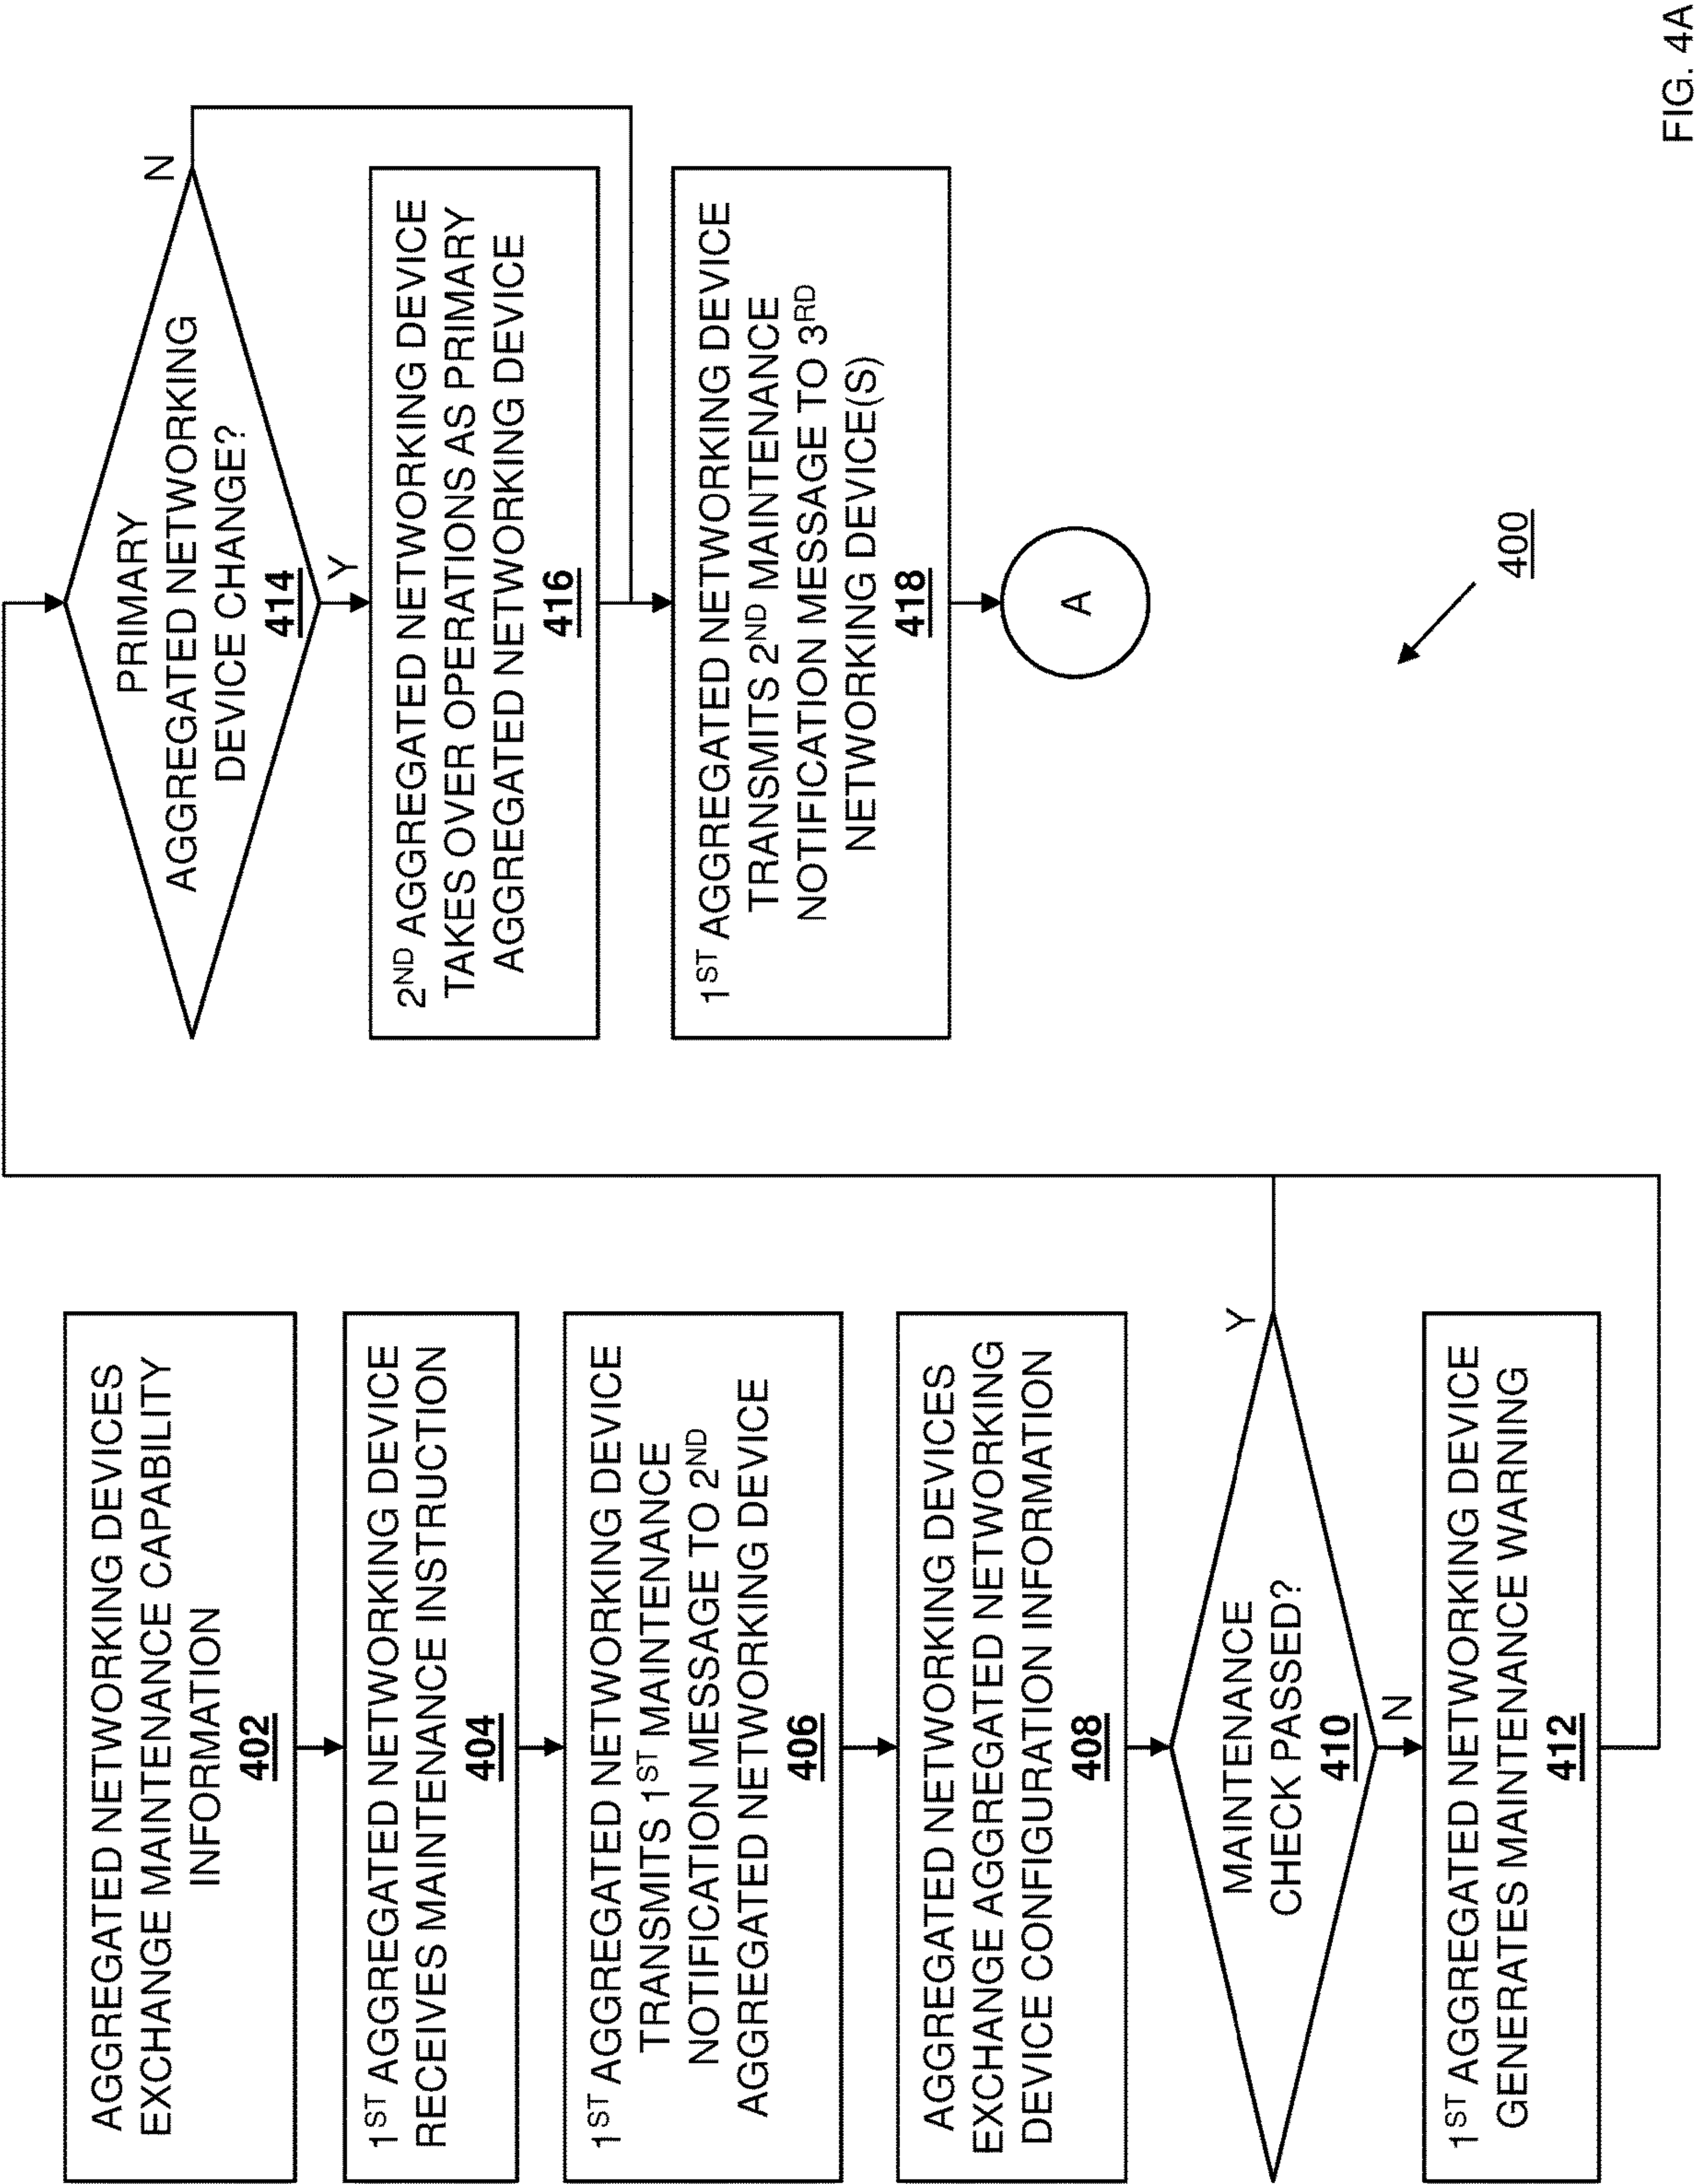 AGGREGATED NETWORKING DEVICES
EXCHANGE MAINTENANCE CAPABILITY
INFORMATION
402
1ST AGGREGATED NETWORKING DEVICE
RECEIVES MAINTENANCE INSTRUCTION
404
1ST AGGREGATED NETWORKING DEVICE
TRANSMITS 1ST MAINTENANCE
NOTIFICATION MESSAGE TO 2ND
AGGREGATED NETWORKING DEVICE
406
AGGREGATED NETWORKING DEVICES
EXCHANGE AGGREGATED NETWORKING
DEVICE CONFIGURATION INFORMATION
408
MAINTENANCE
CHECK PASSED?
410
Y
N
1ST AGGREGATED NETWORKING DEVICE
GENERATES MAINTENANCE WARNING
412
PRIMARY
AGGREGATED NETWORKING
DEVICE CHANGE?
414
N
Y
2ND AGGREGATED NETWORKING DEVICE
TAKES OVER OPERATIONS AS PRIMARY
AGGREGATED NETWORKING DEVICE
416
1ST AGGREGATED NETWORKING DEVICE
TRANSMITS 2ND MAINTENANCE
NOTIFICATION MESSAGE TO 3RD
NETWORKING DEVICE(S)
418
A
400
FIG. 4A